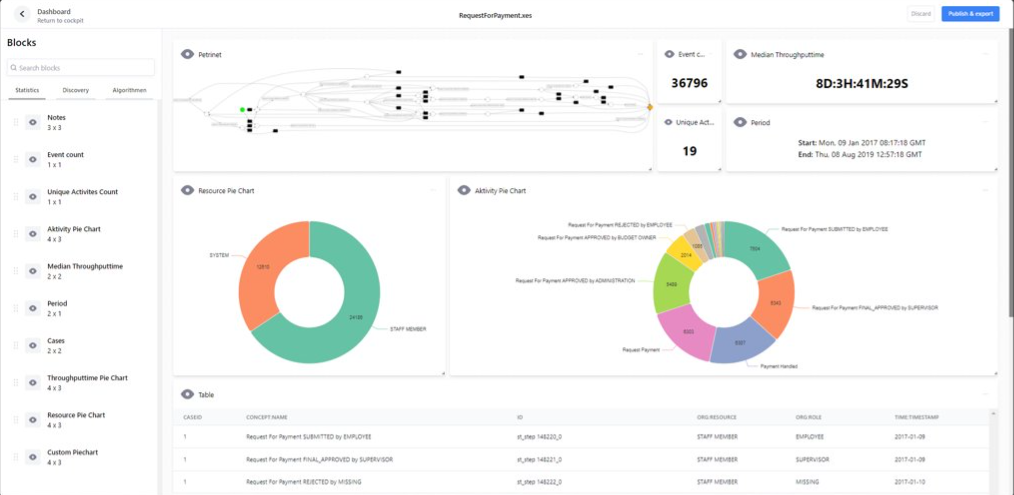 Dashboard
Return to cockpit
RequestForPayment.xes
Discard
Publish & export
Blocks
Search blocks
Statistics
Discovery
Algorithmen
Notes
3 x 3
Event count
1 x 1
Unique Activites Count
1 x 1
Aktivity Pie Chart
4 x 3
Median Throughputtime
2 x 2
Period
2 x 1
Cases
2 x 2
Throughputtime Pie Chart
4 x 3
Resource Pie Chart
4 x 3
Custom Piechart
4 x 3
Petrinet
Event c...
36796
Median Throughputtime
8D:3H:41M:29S
Unique Act...
19
Period
Start: Mon, 09 Jan 2017 08:17:18 GMT
End: Thu, 08 Aug 2019 12:57:18 GMT
Resource Pie Chart
SYSTEM
STAFF MEMBER
Aktivity Pie Chart
Request For Payment REJECTED by EMPLOYEE
Request For Payment APPROVED by BUDGET OWNER
Request For Payment APPROVED by ADMINISTRATION
Request Payment
Request For Payment SUBMITTED by EMPLOYEE
Request For Payment FINAL_APPROVED by SUPERVISOR
Payment Handled
Table
CASEID CONCEPT:NAME ID ORG:RESOURCE ORG:ROLE TIME:TIMESTAMP
1 Request For Payment SUBMITTED by EMPLOYEE st_step 148220_0 STAFF MEMBER EMPLOYEE 2017-01-09
1 Request For Payment FINAL_APPROVED by SUPERVISOR st_step 148221_0 STAFF MEMBER SUPERVISOR 2017-01-09
1 Request For Payment REJECTED by MISSING st_step 148222_0 STAFF MEMBER MISSING 2017-01-10